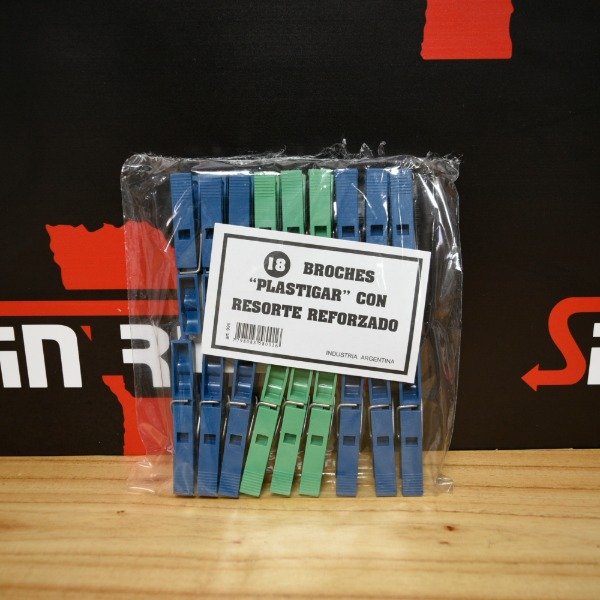 18 BROCHES
"PLASTIGAR" CON
RESORTE REFORZADO
INDUSTRIA ARGENTINA